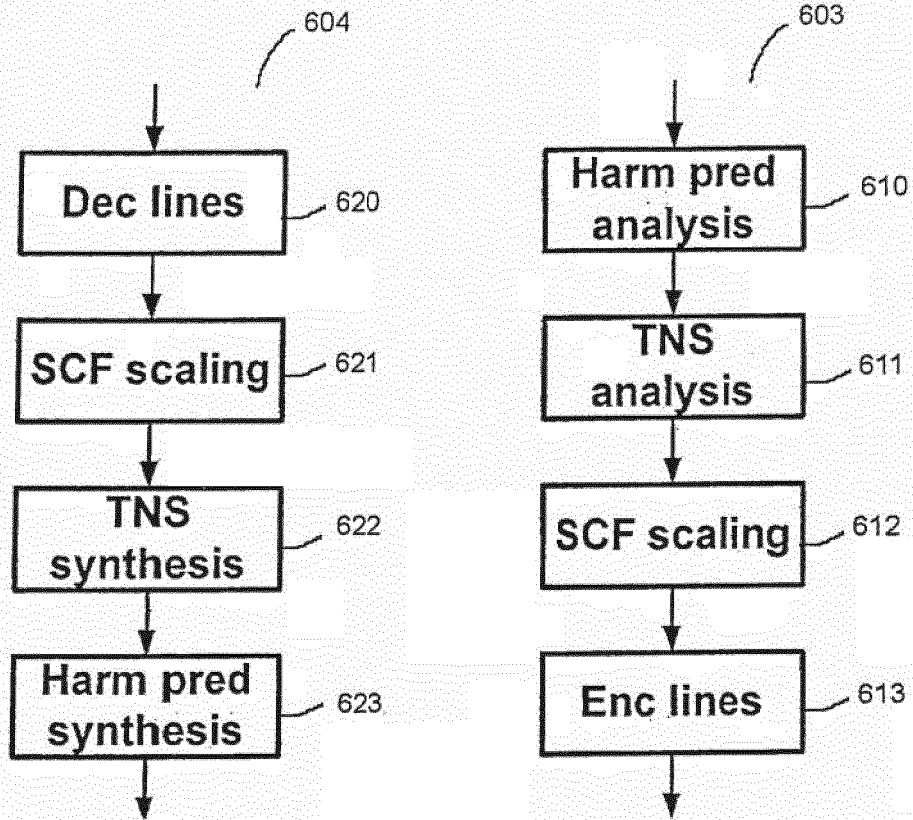 604
Dec lines
620
SCF scaling
621
TNS
synthesis
622
Harm pred
synthesis
623
603
Harm pred
analysis
610
TNS
analysis
611
SCF scaling
612
Enc lines
613